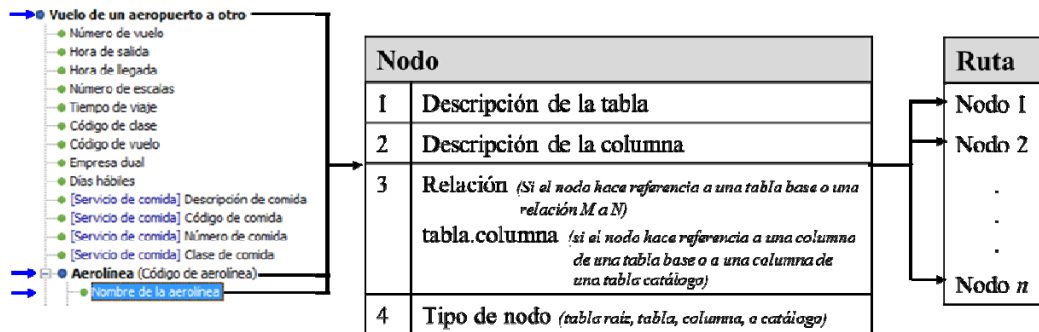 Vuelo de un aeropuerto a otro
Número de vuelo
Hora de salida
Hora de llegada
Número de escalas
Tiempo de viaje
Código de clase
Código de vuelo
Empresa dual
Días hábiles
[Servicio de comida] Descripción de comida
[Servicio de comida] Código de comida
[Servicio de comida] Número de comida
[Servicio de comida] Clase de comida
Aerolínea (Código de aerolínea)
Nombre de la aerolínea
Nodo
1 Descripción de la tabla
2 Descripción de la columna
3 Relación (Si el nodo hace referencia a una tabla base o una
relación M a N)
tabla.columna (si el nodo hace referencia a una columna
de una tabla base o a una columna de
una tabla catálogo)
4 Tipo de nodo (tabla raíz, tabla, columna, o catálogo)
Ruta
Nodo 1
Nodo 2
.
.
.
Nodo n